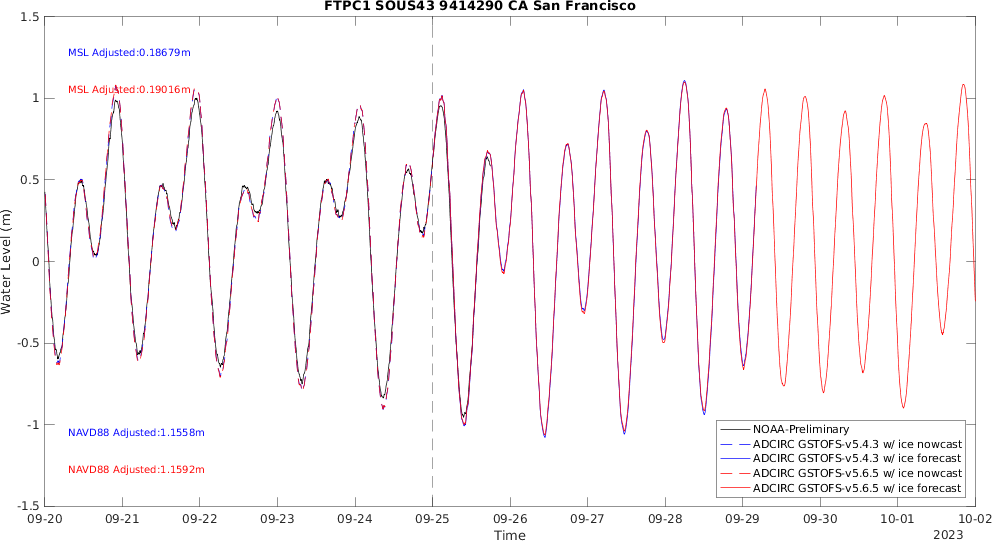 FTPC1 SOUS43 9414290 CA San Francisco
1.5
1
0.5
0
-0.5
-1
-1.5
Water Level (m)
MSL Adjusted:0.18679m
MSL Adjusted:0.19016m
NAVD88 Adjusted:1.1558m
NAVD88 Adjusted:1.1592m
NOAA-Preliminary
ADCIRC GSTOFS-v5.4.3 w/ ice nowcast
ADCIRC GSTOFS-v5.4.3 w/ ice forecast
ADCIRC GSTOFS-v5.6.5 w/ ice nowcast
ADCIRC GSTOFS-v5.6.5 w/ ice forecast
09-20 09-21 09-22 09-23 09-24 09-25 09-26 09-27 09-28 09-29 09-30 10-01 10-02
Time
2023